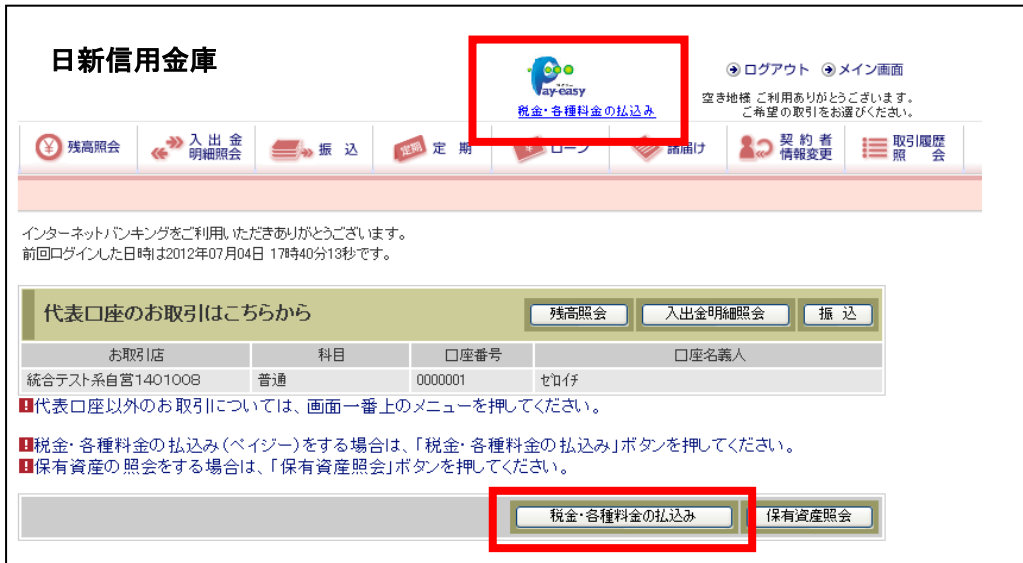 日新信用金庫
Pay-easy
税金・各種料金の払込み
ログアウト メイン画面
空き地様 ご利用ありがとうございます。
ご希望の取引をお選びください。
残高照会
入出金
明細照会
振込
定期 定期
ローン
諸届け
契約者
情報変更
取引履歴
照会
インターネットバンキングをご利用いただきありがとうございます。
前回ログインした日時は2012年07月04日 17時40分13秒です。
代表口座のお取引はこちらから
残高照会 入出金明細照会 振込
お取引店 科目 口座番号 口座名義人
統合テスト系自営1401008 普通 0000001 ゼロイチ
代表口座以外のお取引については、画面一番上のメニューを押してください。
税金・各種料金の払込み(ペイジー)をする場合は、「税金・各種料金の払込み」ボタンを押してください。
保有資産の照会をする場合は、「保有資産照会」ボタンを押してください。
税金・各種料金の払込み 保有資産照会